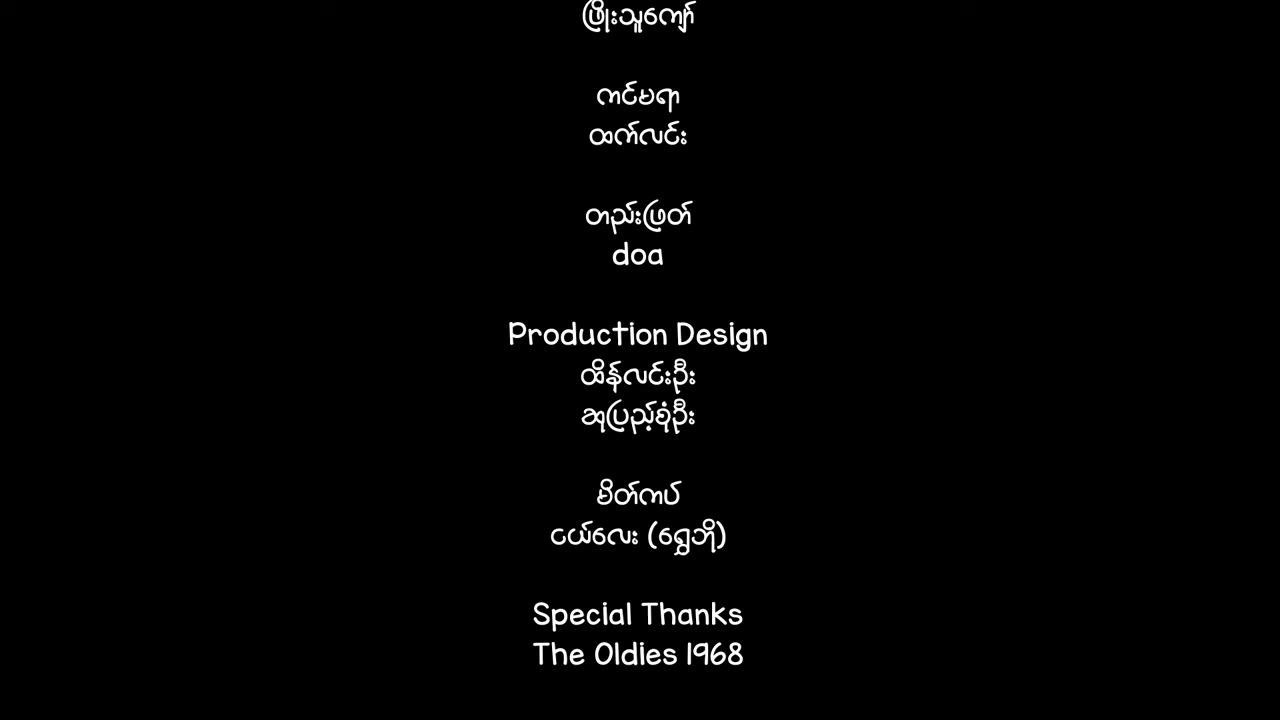 ဖြိုးသူကျော်
ကင်မရာ
ထက်လင်း
တည်းဖြတ်
doa
Production Design
ထိန်လင်းဦး
ဆုပြည့်စုံဦး
မိတ်ကပ်
ငယ်လေး (ရွှေဘို)
Special Thanks
The Oldies 1968